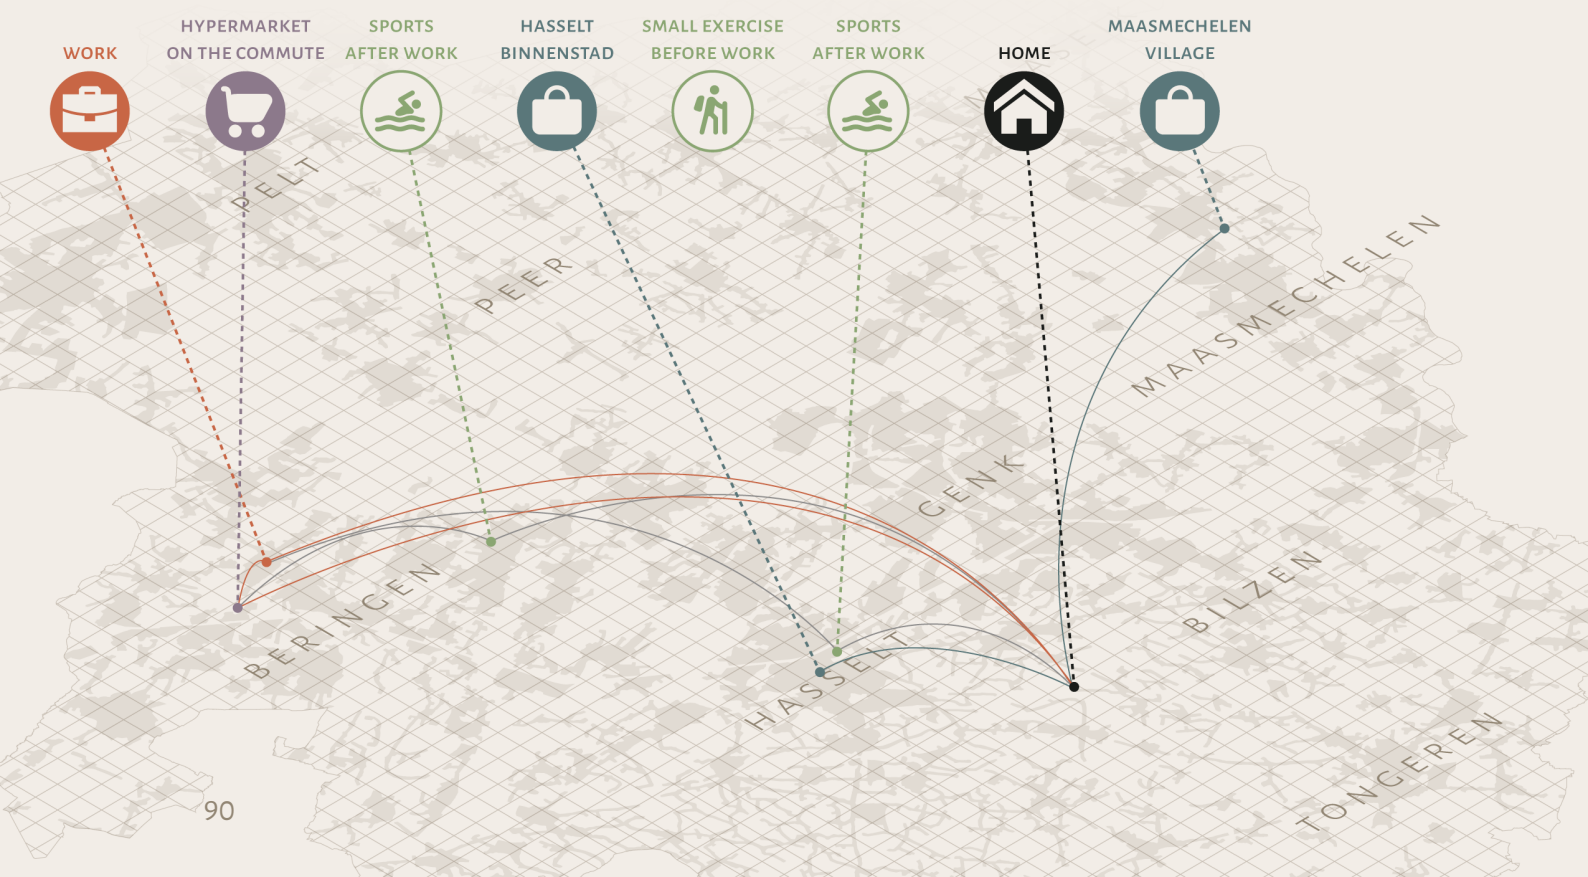 WORK
HYPERMARKET
ON THE COMMUTE
SPORTS
AFTER WORK
HASSELT
BINNENSTAD
SMALL EXERCISE
BEFORE WORK
SPORTS
AFTER WORK
HOME
MAASMECHELEN
VILLAGE
PELT
PEER
MAASMECHELEN
GENK
BERINGEN
BILZEN
HASSELT
TONGEREN
90